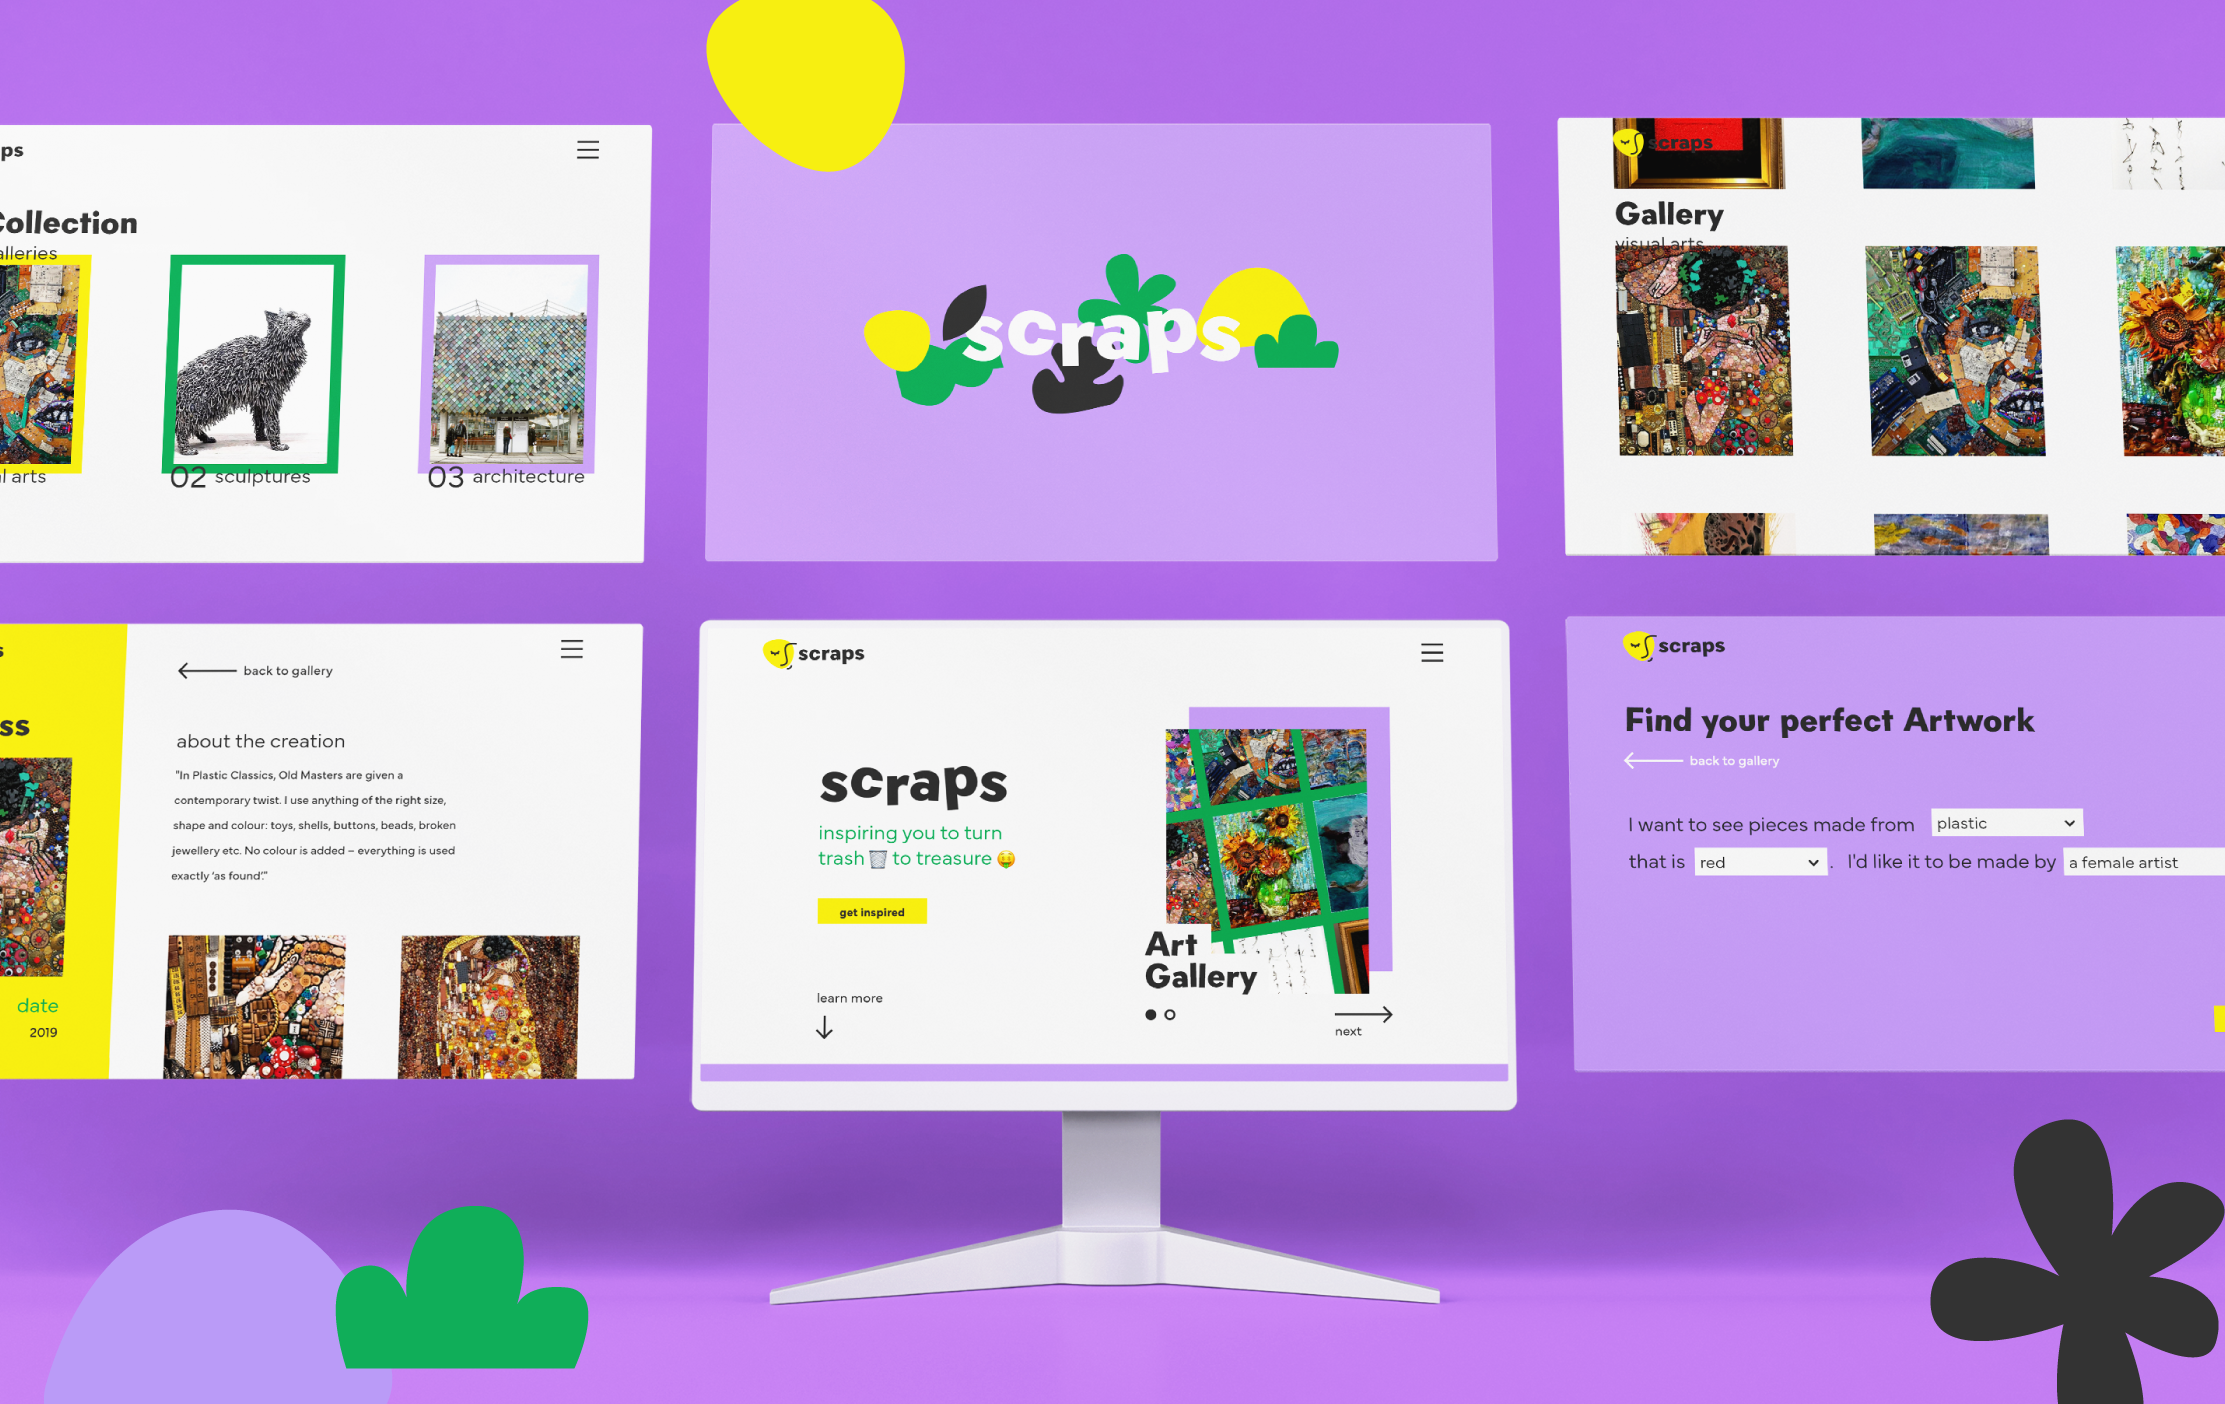 ps
Collection
alleries
l arts
02 sculptures
03 architecture
scraps
scraps
Gallery
visual arts
s
ss
date
2019
back to gallery
about the creation
"In Plastic Classics, Old Masters are given a
contemporary twist. I use anything of the right size,
shape and colour: toys, shells, buttons, beads, broken
jewellery etc. No colour is added – everything is used
exactly ‘as found’."
scraps
scraps
inspiring you to turn
trash 🗑️ to treasure 🤑
get inspired
learn more
Art
Gallery
next
scraps
Find your perfect Artwork
back to gallery
I want to see pieces made from plastic
that is red . I'd like it to be made by a female artist